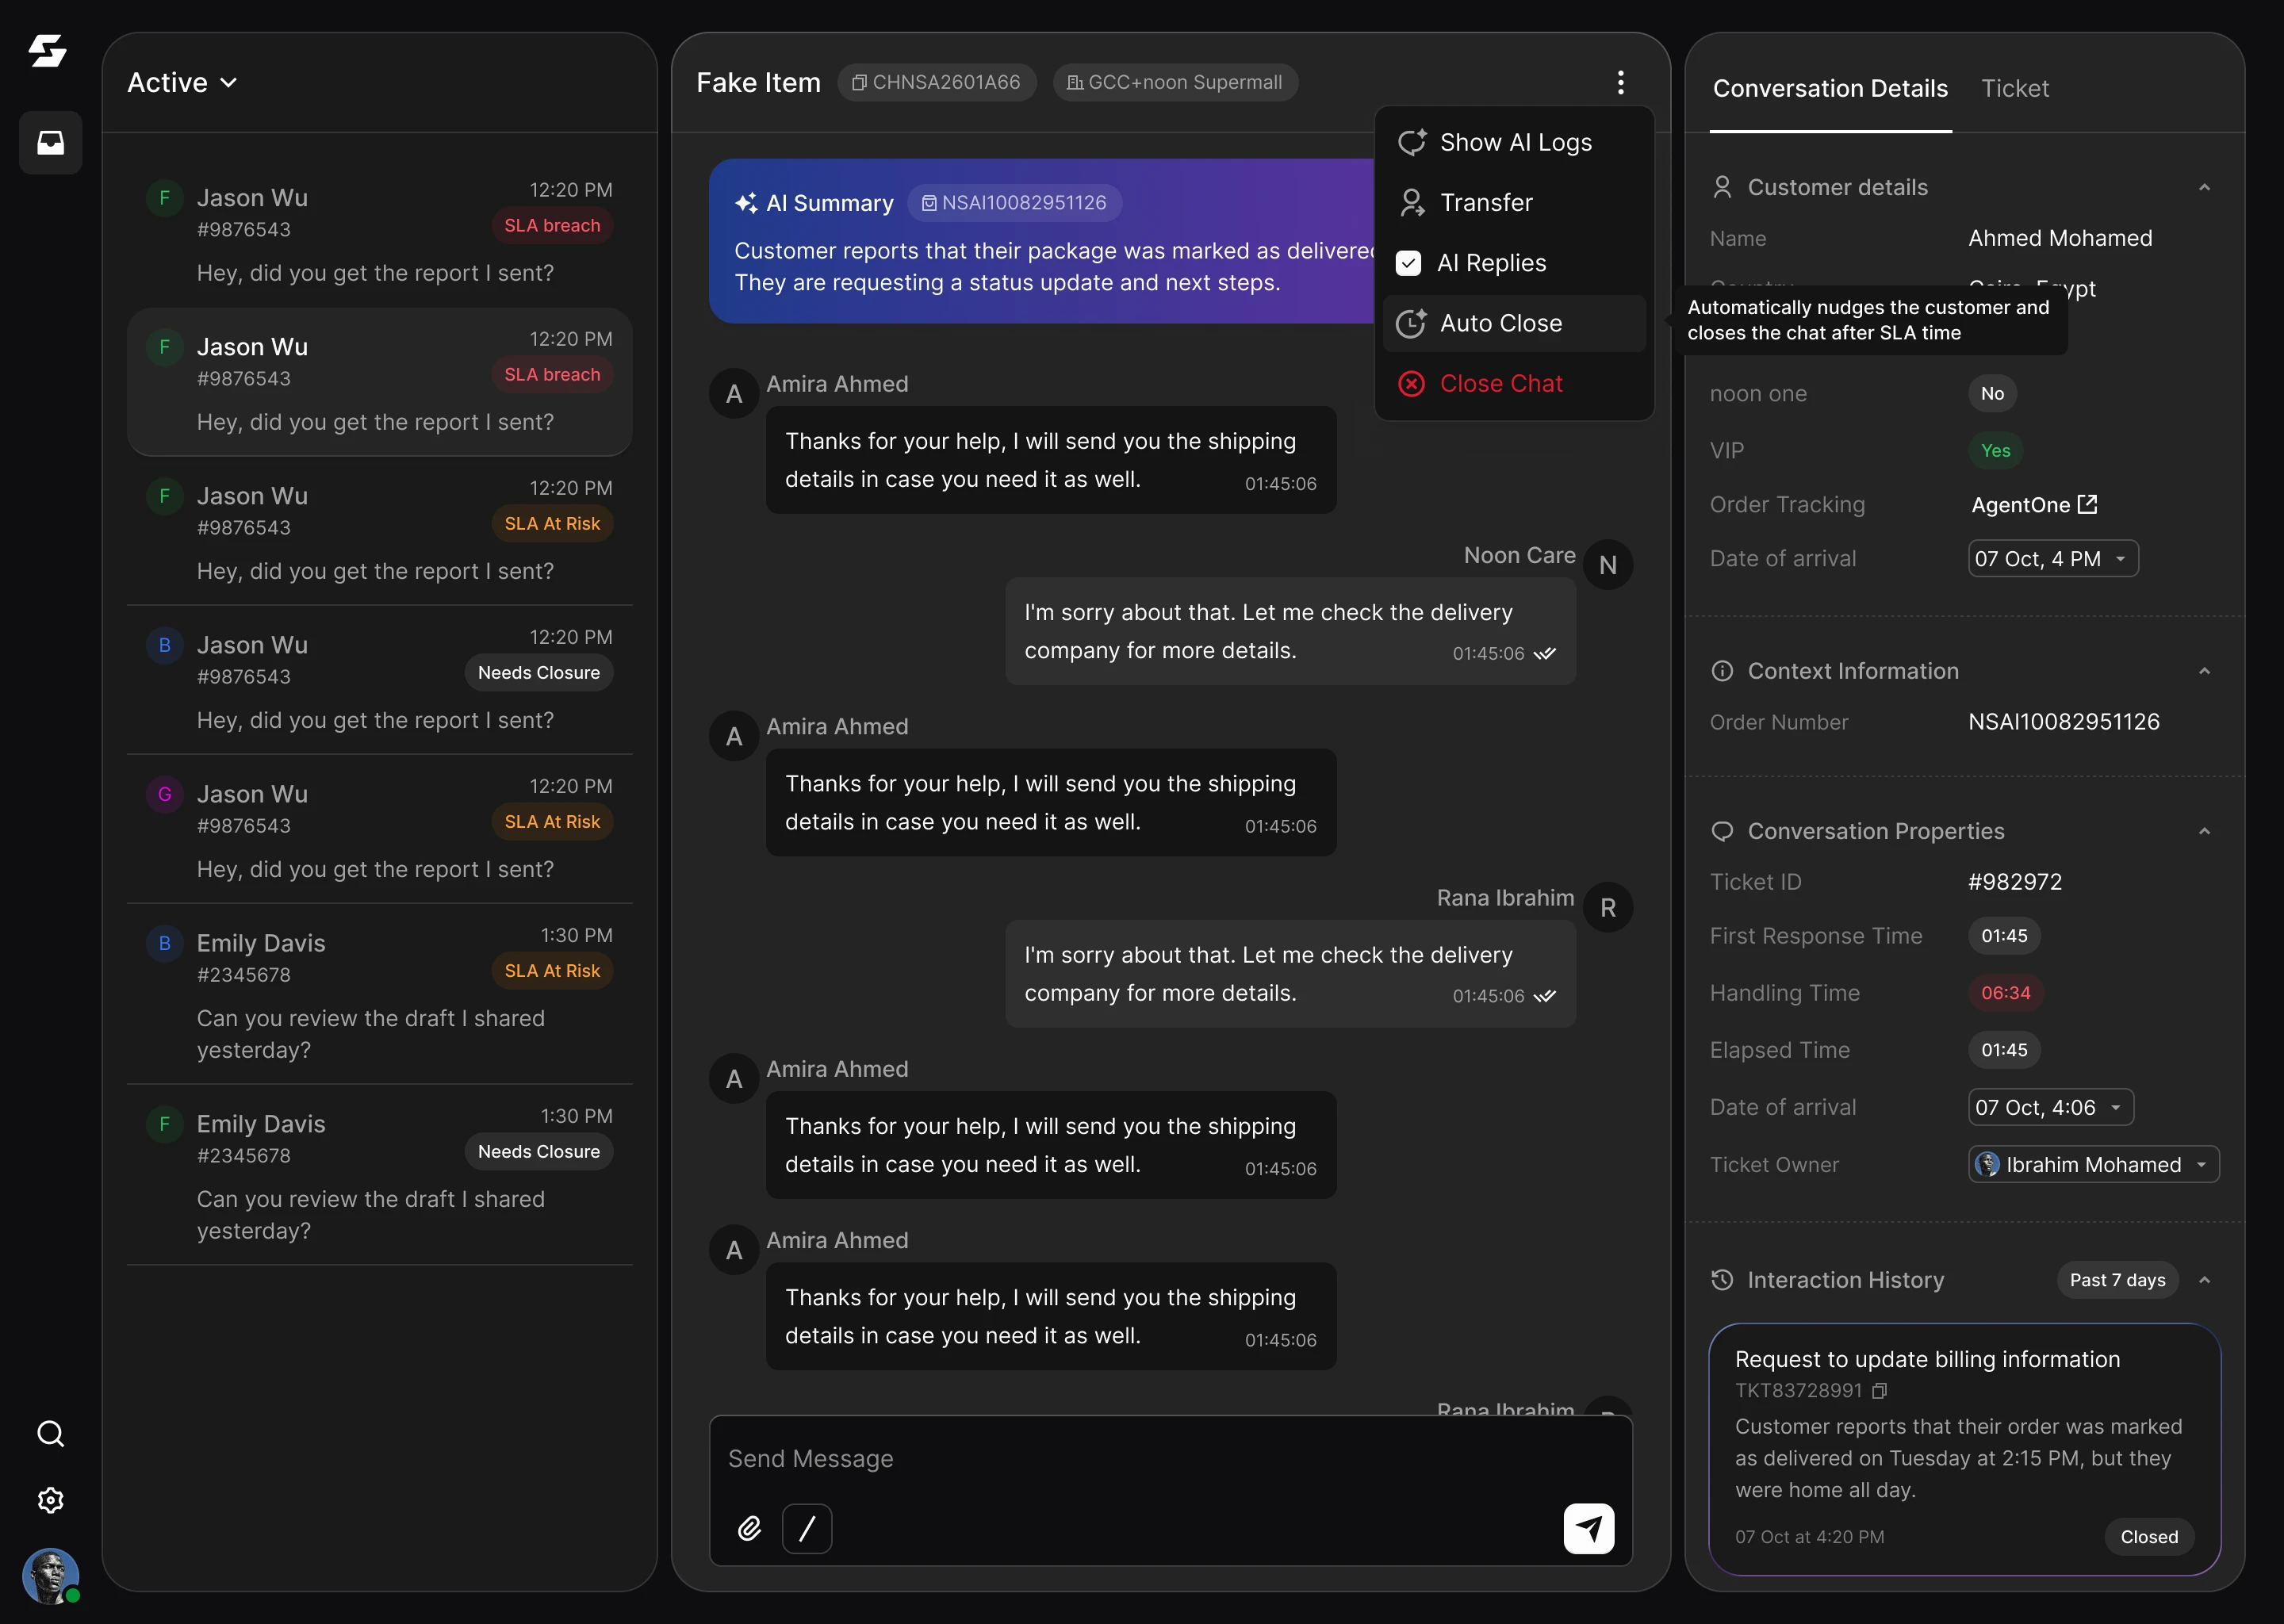 Active
F
Jason Wu
12:20 PM
#9876543
SLA breach
Hey, did you get the report I sent?
F
Jason Wu
12:20 PM
#9876543
SLA breach
Hey, did you get the report I sent?
F
Jason Wu
12:20 PM
#9876543
SLA At Risk
Hey, did you get the report I sent?
B
Jason Wu
12:20 PM
#9876543
Needs Closure
Hey, did you get the report I sent?
G
Jason Wu
12:20 PM
#9876543
SLA At Risk
Hey, did you get the report I sent?
B
Emily Davis
1:30 PM
#2345678
SLA At Risk
Can you review the draft I shared
yesterday?
F
Emily Davis
1:30 PM
#2345678
Needs Closure
Can you review the draft I shared
yesterday?
Fake Item
CHNSA2601A66
GCC+noon Supermall
AI Summary
NSAI10082951126
Customer reports that their package was marked as delivered
They are requesting a status update and next steps.
Show AI Logs
Transfer
AI Replies
Auto Close
Close Chat
Automatically nudges the customer and
closes the chat after SLA time
A
Amira Ahmed
Thanks for your help, I will send you the shipping
details in case you need it as well.
01:45:06
Noon Care
N
I'm sorry about that. Let me check the delivery
company for more details.
01:45:06
A
Amira Ahmed
Thanks for your help, I will send you the shipping
details in case you need it as well.
01:45:06
Rana Ibrahim
R
I'm sorry about that. Let me check the delivery
company for more details.
01:45:06
A
Amira Ahmed
Thanks for your help, I will send you the shipping
details in case you need it as well.
01:45:06
A
Amira Ahmed
Thanks for your help, I will send you the shipping
details in case you need it as well.
01:45:06
Rana Ibrahim
R
Send Message
/
Conversation Details
Ticket
Customer details
Name
Ahmed Mohamed
Country
Cairo, Egypt
noon one
No
VIP
Yes
Order Tracking
AgentOne
Date of arrival
07 Oct, 4 PM
Context Information
Order Number
NSAI10082951126
Conversation Properties
Ticket ID
#982972
First Response Time
01:45
Handling Time
06:34
Elapsed Time
01:45
Date of arrival
07 Oct, 4:06
Ticket Owner
Ibrahim Mohamed
Interaction History
Past 7 days
Request to update billing information
TKT83728991
Customer reports that their order was marked
as delivered on Tuesday at 2:15 PM, but they
were home all day.
07 Oct at 4:20 PM
Closed